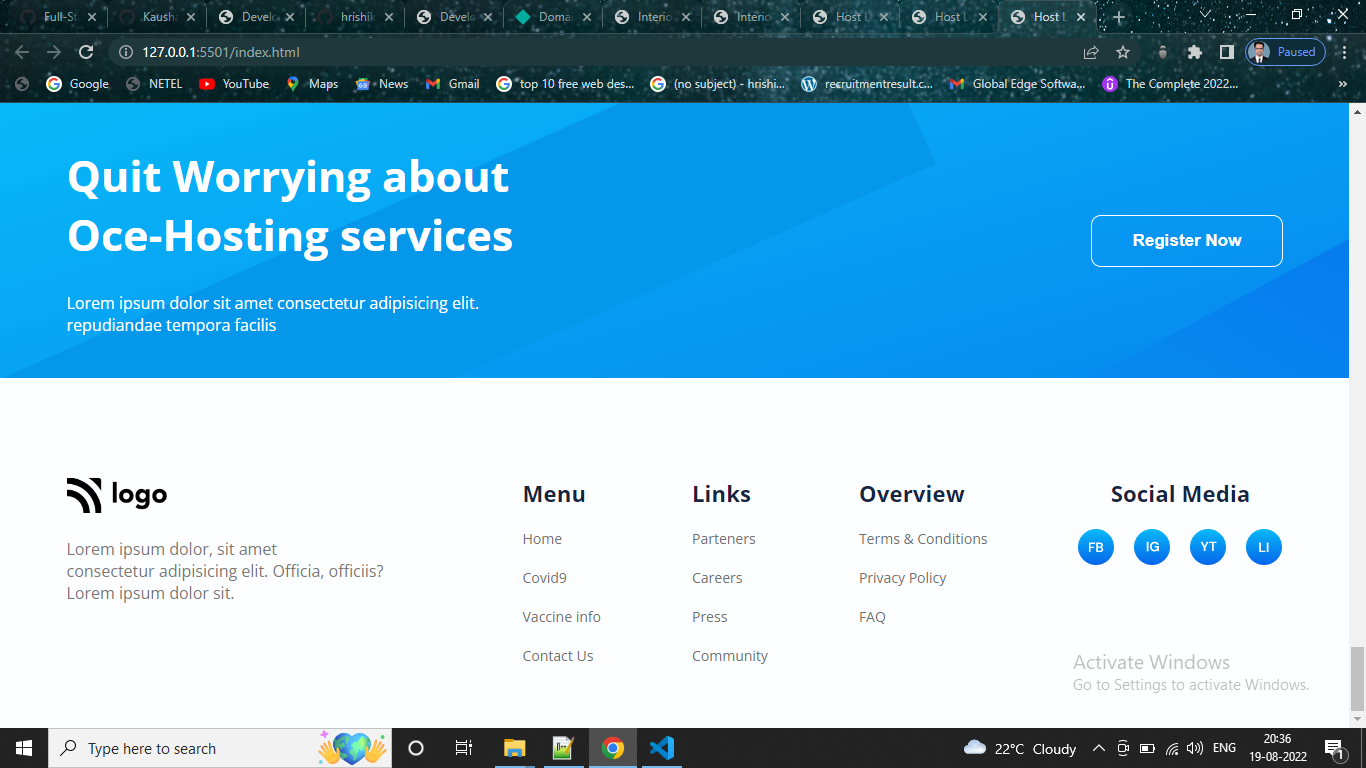 Full-St
Kausha
Develo
hrishik
Develo
Doma
Interio
Interio
Host D
Host L
Host L
127.0.0.1:5501/index.html
Paused
Google
NETEL
YouTube
Maps
News
Gmail
top 10 free web des...
(no subject) - hrishi...
recruitmentresult.c...
Global Edge Softwa...
The Complete 2022...
»
Quit Worrying about
Oce-Hosting services
Lorem ipsum dolor sit amet consectetur adipisicing elit.
repudiandae tempora facilis
Register Now
logo
Lorem ipsum dolor, sit amet
consectetur adipisicing elit. Officia, officiis?
Lorem ipsum dolor sit.
Menu
Home
Covid9
Vaccine info
Contact Us
Links
Parteners
Careers
Press
Community
Overview
Terms & Conditions
Privacy Policy
FAQ
Social Media
FB IG YT LI
Activate Windows
Go to Settings to activate Windows.
Type here to search
22°C Cloudy
ENG
20:36
19-08-2022
1